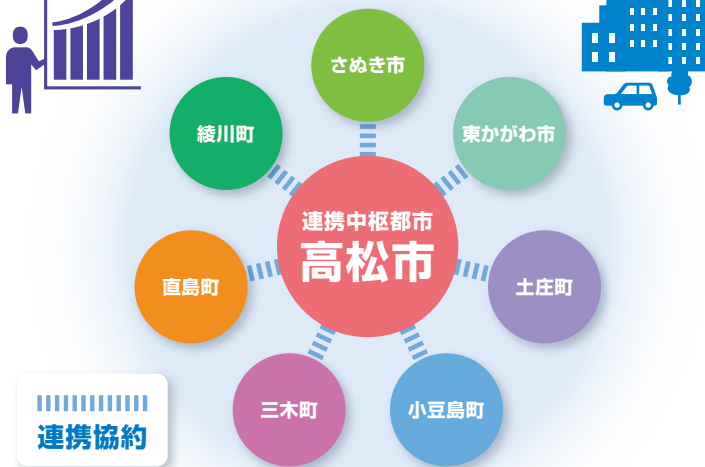 さぬき市
綾川町
東かがわ市
連携中枢都市
高松市
直島町
土庄町
三木町
小豆島町
連携協約